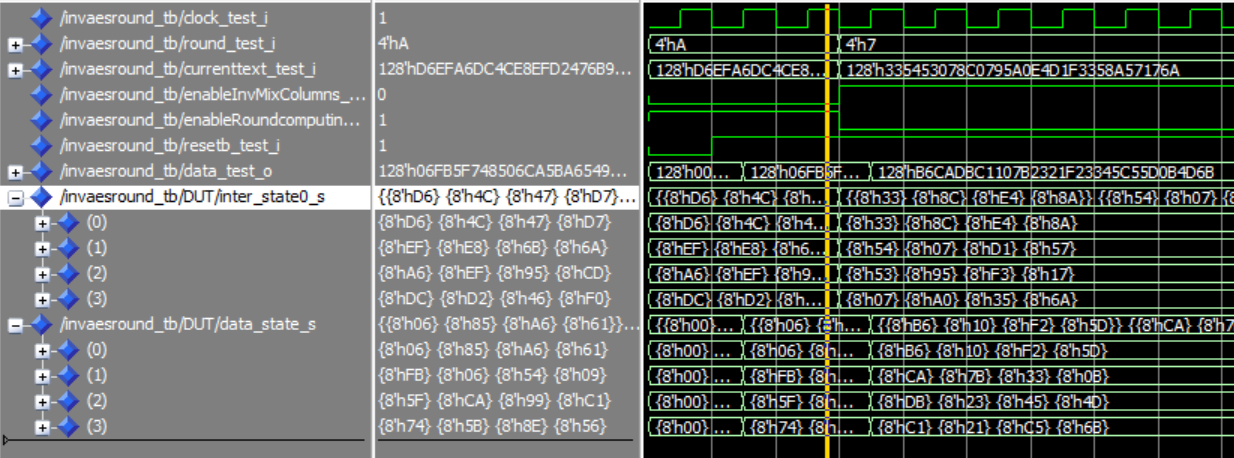 /invaesround_tb/clock_test_i 1
/invaesround_tb/round_test_i 4'hA 4'hA 4'h7
/invaesround_tb/currenttext_test_i 128'hD6EFA6DC4CE8EFD2476B9... 128'hD6EFA6DC4CE8... 128'h335453078C0795A0E4D1F3358A57176A
/invaesround_tb/enableInvMixColumns_... 0
/invaesround_tb/enableRoundcomputin... 1
/invaesround_tb/resetb_test_i 1
/invaesround_tb/data_test_o 128'h06FB5F748506CA5BA6549... 128'h00... 128'h06FB5F... 128'hB6CADBC1107B2321F23345C55D0B4D6B
/invaesround_tb/DUT/inter_state0_s {{8'hD6} {8'h4C} {8'h47} {8'hD7}... {{8'hD6} {8'h4C} {8'h... {{8'h33} {8'h8C} {8'hE4} {8'h8A}} {{8'h54} {8'h07} {8
(0) {8'hD6} {8'h4C} {8'h47} {8'hD7} {8'hD6} {8'h4C} {8'h4... {8'h33} {8'h8C} {8'hE4} {8'h8A}
(1) {8'hEF} {8'hE8} {8'h6B} {8'h6A} {8'hEF} {8'hE8} {8'h6... {8'h54} {8'h07} {8'hD1} {8'h57}
(2) {8'hA6} {8'hEF} {8'h95} {8'hCD} {8'hA6} {8'hEF} {8'h9... {8'h53} {8'h95} {8'hF3} {8'h17}
(3) {8'hDC} {8'hD2} {8'h46} {8'hF0} {8'hDC} {8'hD2} {8'h... {8'h07} {8'hA0} {8'h35} {8'h6A}
/invaesround_tb/DUT/data_state_s {{8'h06} {8'h85} {8'hA6} {8'h61}}... {{8'h00}... {{8'h06} {8'h... {{8'hB6} {8'h10} {8'hF2} {8'h5D}} {{8'hCA} {8'h7
(0) {8'h06} {8'h85} {8'hA6} {8'h61} {8'h00} ... {8'h06} {8'h... {8'hB6} {8'h10} {8'hF2} {8'h5D}
(1) {8'hFB} {8'h06} {8'h54} {8'h09} {8'h00} ... {8'hFB} {8'h... {8'hCA} {8'h7B} {8'h33} {8'h0B}
(2) {8'h5F} {8'hCA} {8'h99} {8'hC1} {8'h00} ... {8'h5F} {8'h... {8'hDB} {8'h23} {8'h45} {8'h4D}
(3) {8'h74} {8'h5B} {8'h8E} {8'h56} {8'h00} ... {8'h74} {8'h... {8'hC1} {8'h21} {8'hC5} {8'h6B}